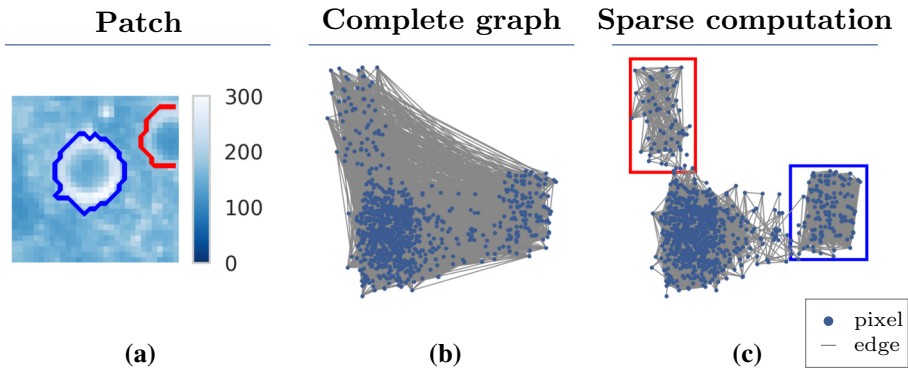 Patch
Complete graph
Sparse computation
300
200
100
0
pixel
edge
(a)
(b)
(c)